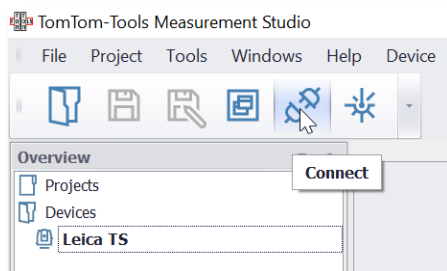 TomTom-Tools Measurement Studio
File Project Tools Windows Help Device
Connect
Overview
Projects
Devices
Leica TS